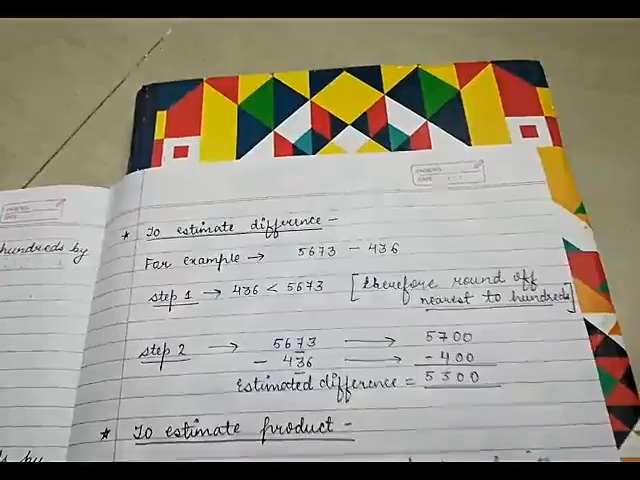 hundreds by
* To estimate difference -
For example → 5673 - 436
Step 1 → 436 < 5673 [therefore round off
nearest to hundreds]
Step 2 → 5673 → 5700
- 436 → - 400
Estimated difference = 5300
* To estimate product -
by